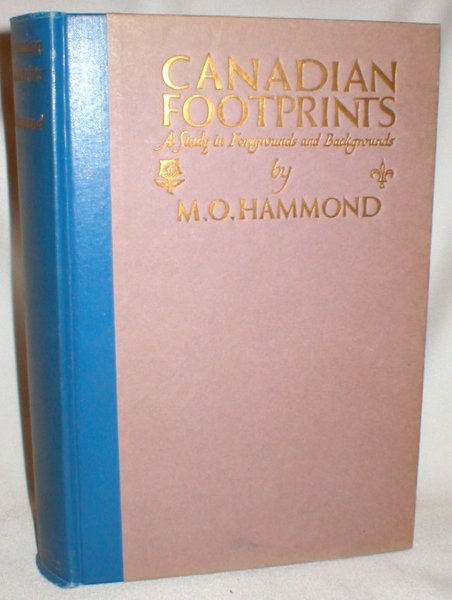 CANADIAN
FOOTPRINTS
A Study in Foregrounds and Backgrounds
by
M.O. HAMMOND